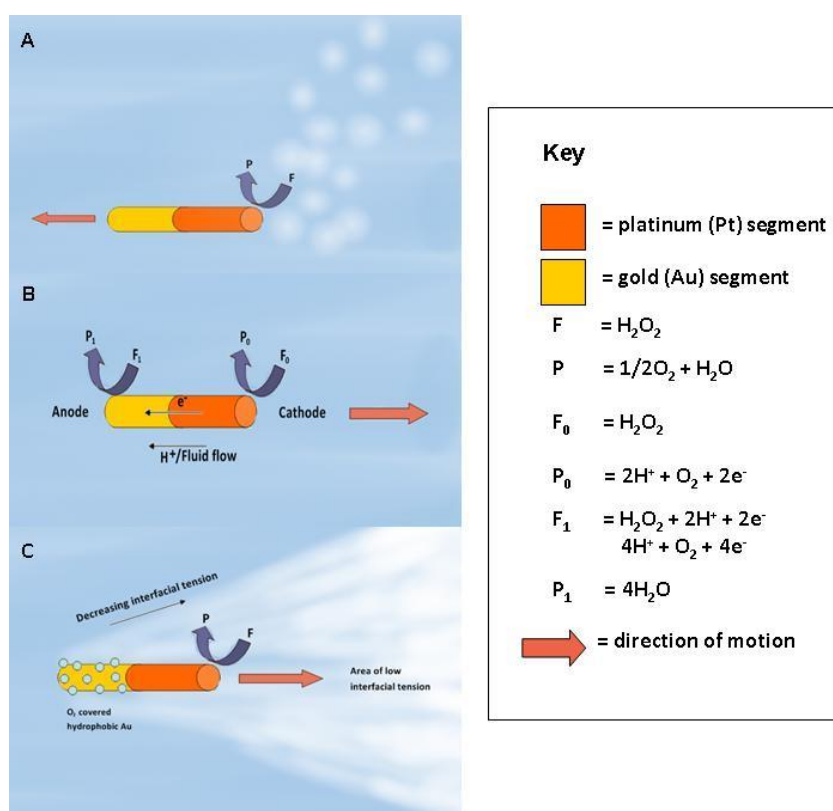 A
P
F
B
P₁
F₁
P₀
F₀
e⁻
Anode
Cathode
H⁺/Fluid flow
C
Decreasing interfacial tension
P
F
Area of low
interfacial tension
O₂ covered
hydrophobic Au
Key
= platinum (Pt) segment
= gold (Au) segment
F = H₂O₂
P = 1/2O₂ + H₂O
F₀ = H₂O₂
P₀ = 2H⁺ + O₂ + 2e⁻
F₁ = H₂O₂ + 2H⁺ + 2e⁻
4H⁺ + O₂ + 4e⁻
P₁ = 4H₂O
= direction of motion